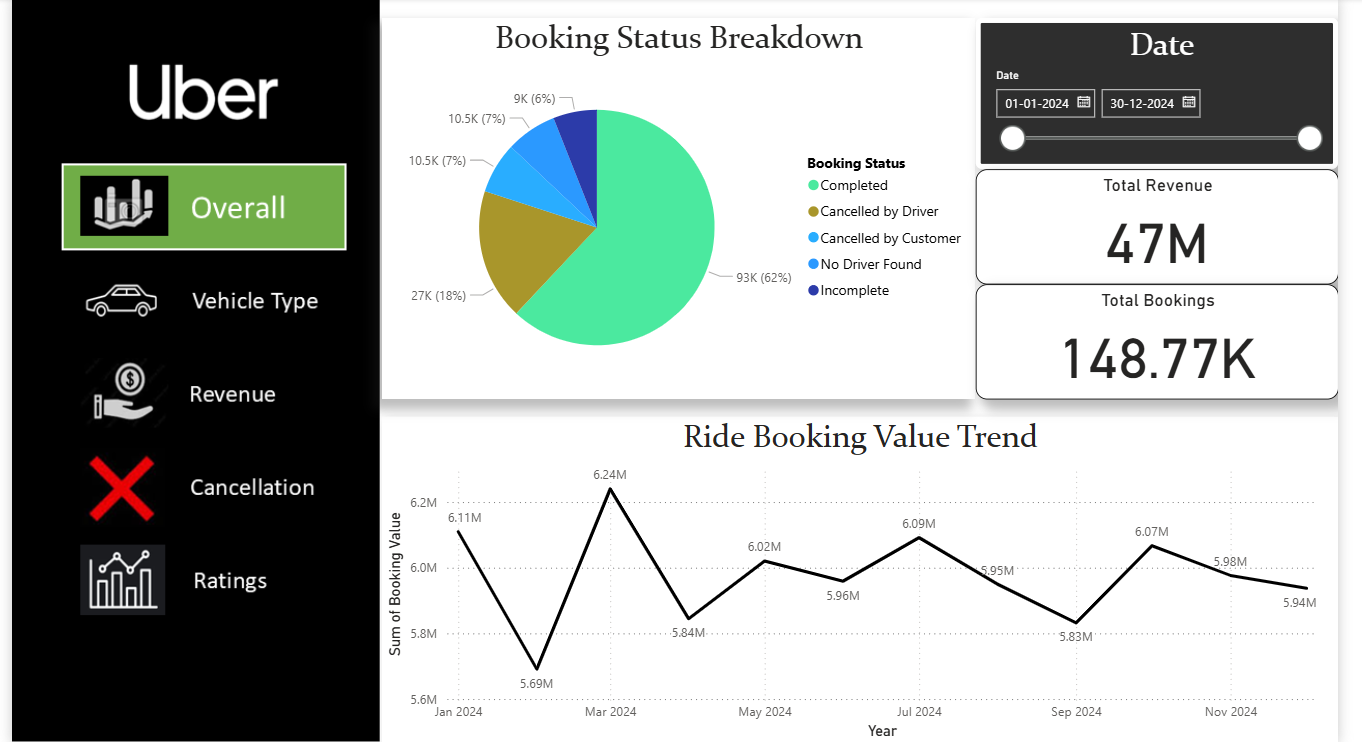 Uber
Overall
Vehicle Type
Revenue
Cancellation
Ratings
Booking Status Breakdown
9K (6%)
10.5K (7%)
10.5K (7%)
27K (18%)
93K (62%)
Booking Status
Completed
Cancelled by Driver
Cancelled by Customer
No Driver Found
Incomplete
Date
Date
01-01-2024
30-12-2024
Total Revenue
47M
Total Bookings
148.77K
Ride Booking Value Trend
Sum of Booking Value
6.2M
6.0M
5.8M
5.6M
6.11M
5.69M
6.24M
5.84M
6.02M
5.96M
6.09M
5.95M
5.83M
6.07M
5.98M
5.94M
Jan 2024
Mar 2024
May 2024
Jul 2024
Sep 2024
Nov 2024
Year